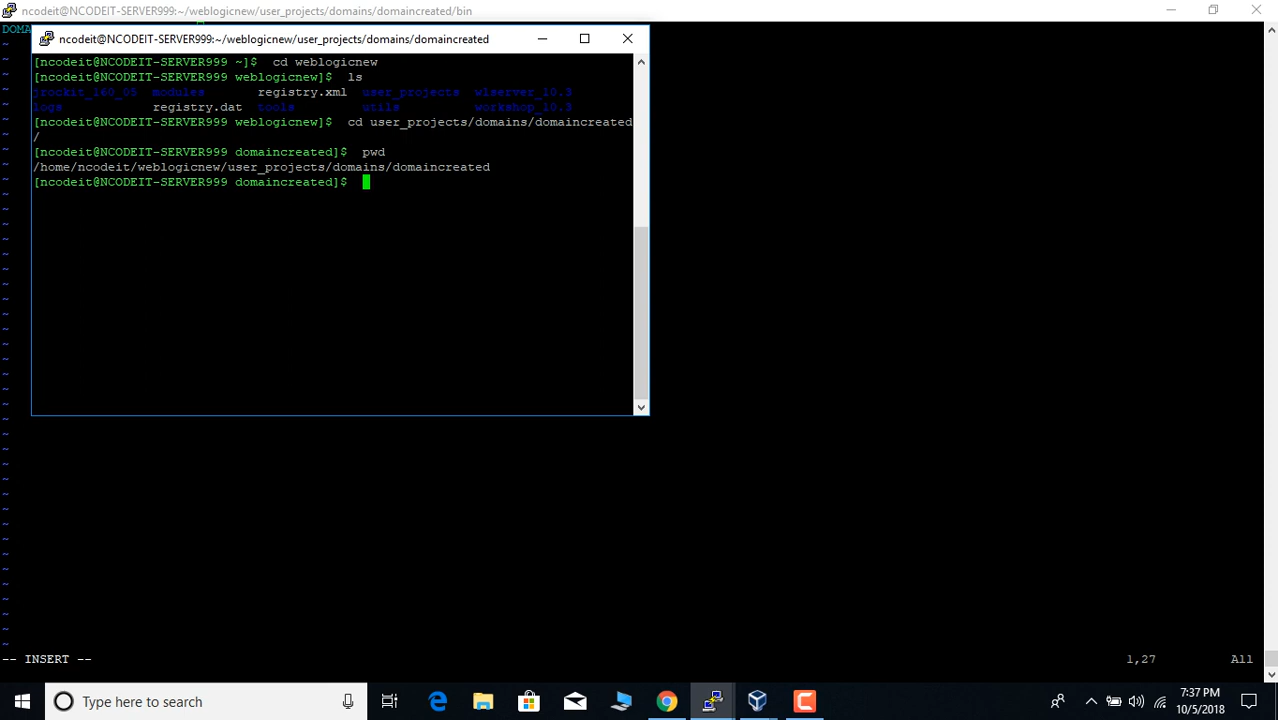 ncodeit@NCODEIT-SERVER999:~/weblogicnew/user_projects/domains/domaincreated/bin
DOMA
ncodeit@NCODEIT-SERVER999:~/weblogicnew/user_projects/domains/domaincreated
[ncodeit@NCODEIT-SERVER999 ~]$ cd weblogicnew
[ncodeit@NCODEIT-SERVER999 weblogicnew]$ ls
jrockit_160_05 modules registry.xml user_projects wlserver_10.3
logs registry.dat tools utils workshop_10.3
[ncodeit@NCODEIT-SERVER999 weblogicnew]$ cd user_projects/domains/domaincreated
/
[ncodeit@NCODEIT-SERVER999 domaincreated]$ pwd
/home/ncodeit/weblogicnew/user_projects/domains/domaincreated
[ncodeit@NCODEIT-SERVER999 domaincreated]$
-- INSERT -- 1,27 All
Type here to search
7:37 PM
10/5/2018